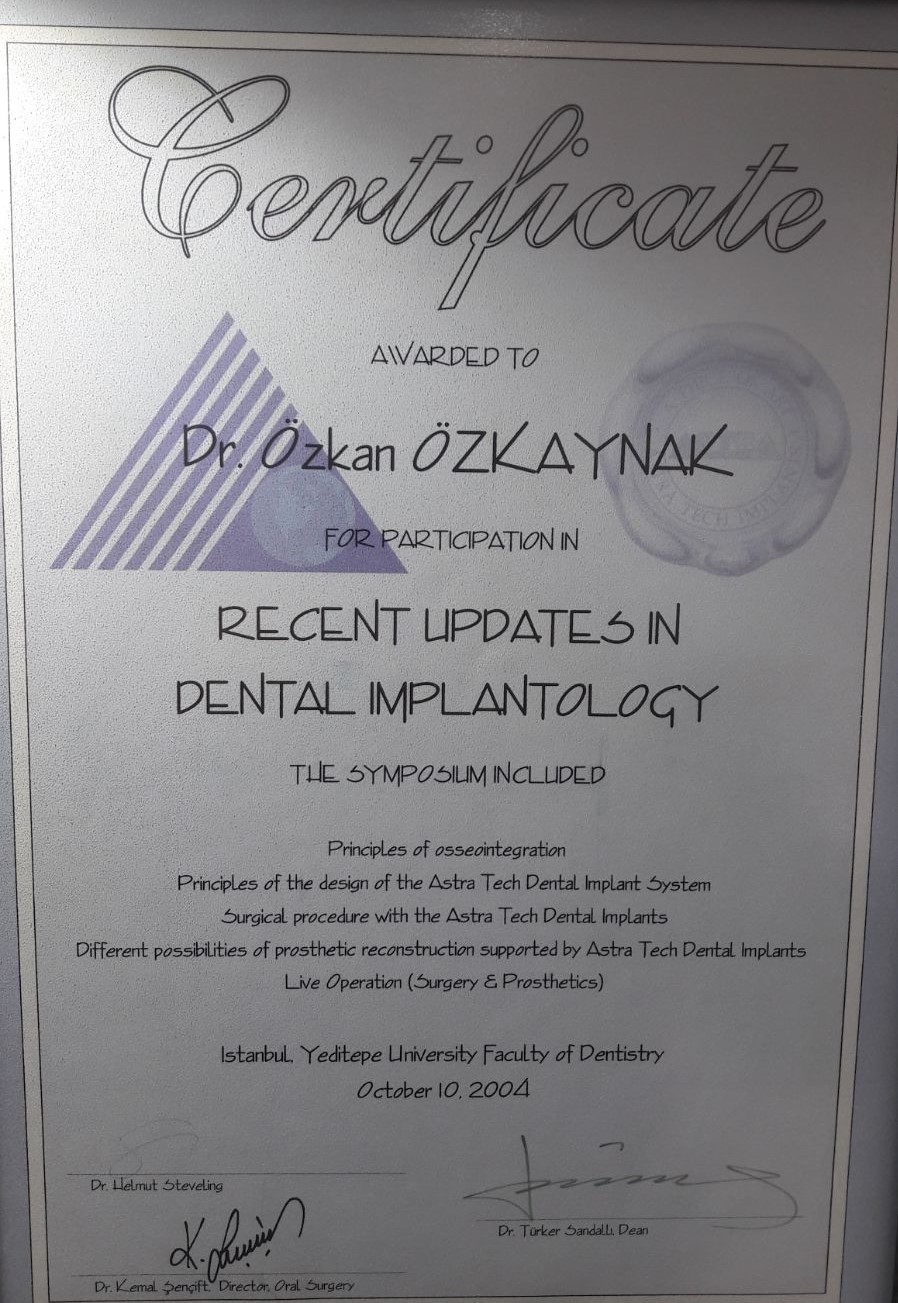 Certificate
AWARDED TO
Dr. Özkan ÖZKAYNAK
FOR PARTICIPATION IN
RECENT UPDATES IN
DENTAL IMPLANTOLOGY
THE SYMPOSIUM INCLUDED
Principles of osseointegration
Principles of the design of the Astra Tech Dental Implant System
Surgical procedure with the Astra Tech Dental Implants
Different possibilities of prosthetic reconstruction supported by Astra Tech Dental Implants
Live Operation (Surgery & Prosthetics)
Istanbul, Yeditepe University Faculty of Dentistry
October 10, 2004
Dr. Helmut Steveling
Dr. Türker Sandallı, Dean
Dr. Kemal Şençift, Director, Oral Surgery
TECH IMPLANTS